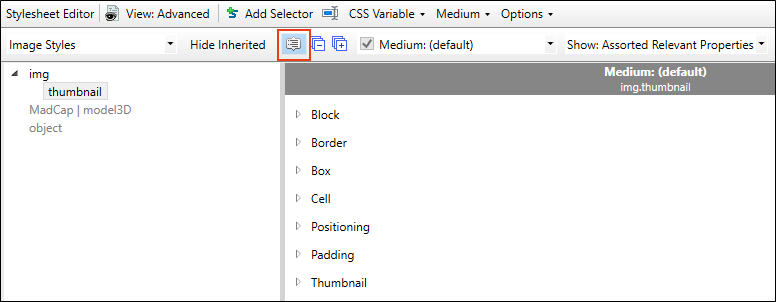 Stylesheet Editor View: Advanced Add Selector CSS Variable Medium Options
Image Styles Hide Inherited Medium: (default) Show: Assorted Relevant Properties
img
thumbnail
MadCap | model3D
object
Medium: (default)
img.thumbnail
Block
Border
Box
Cell
Positioning
Padding
Thumbnail